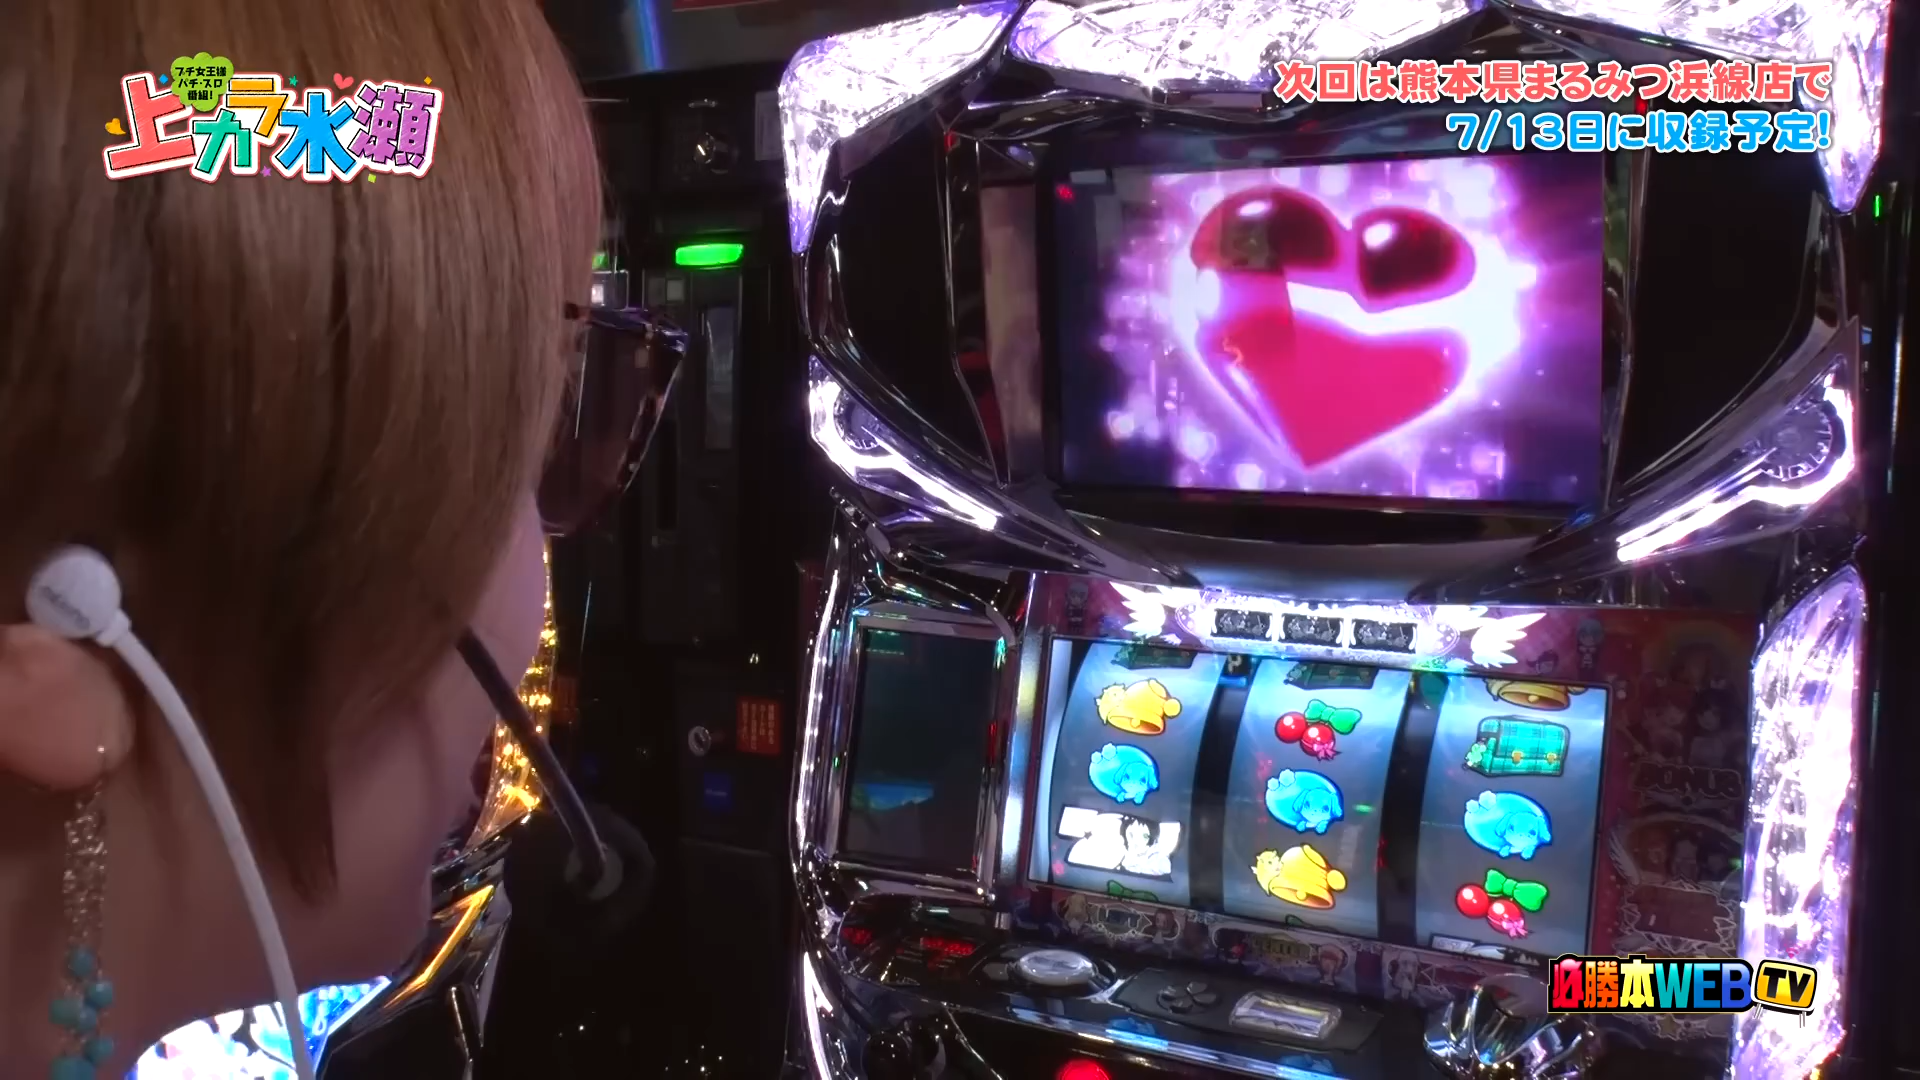 プチ女王様
パチ・スロ
番組!
上カラ水瀬
次回は熊本県まるみつ浜線店で
7/13日に収録予定!
BONUS
必勝本WEBTV